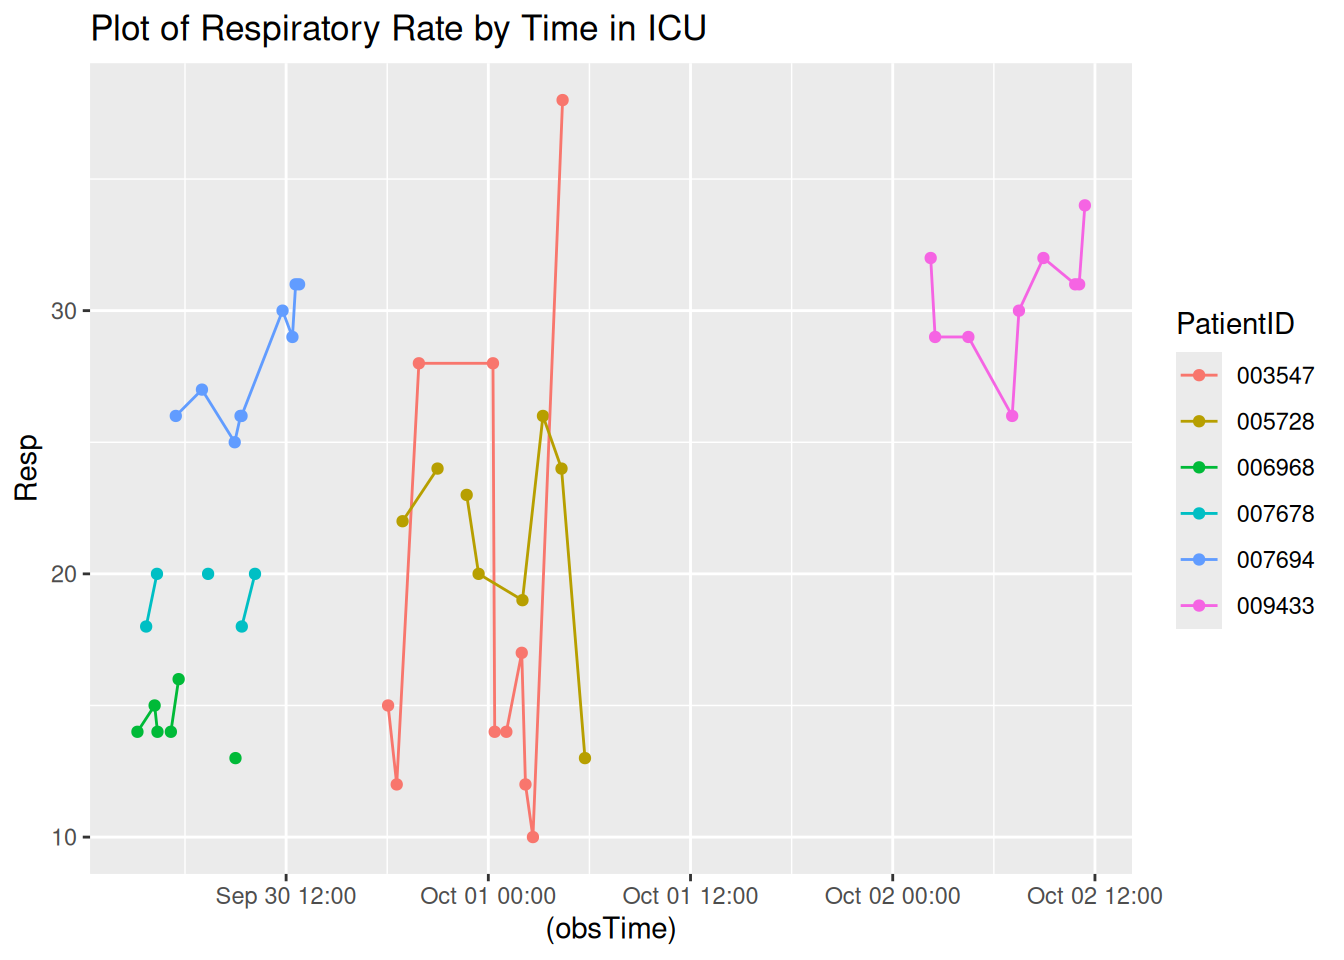 Plot of Respiratory Rate by Time in ICU
30
20
10
Resp
Sep 30 12:00 Oct 01 00:00 Oct 01 12:00 Oct 02 00:00 Oct 02 12:00
(obsTime)
PatientID
003547
005728
006968
007678
007694
009433